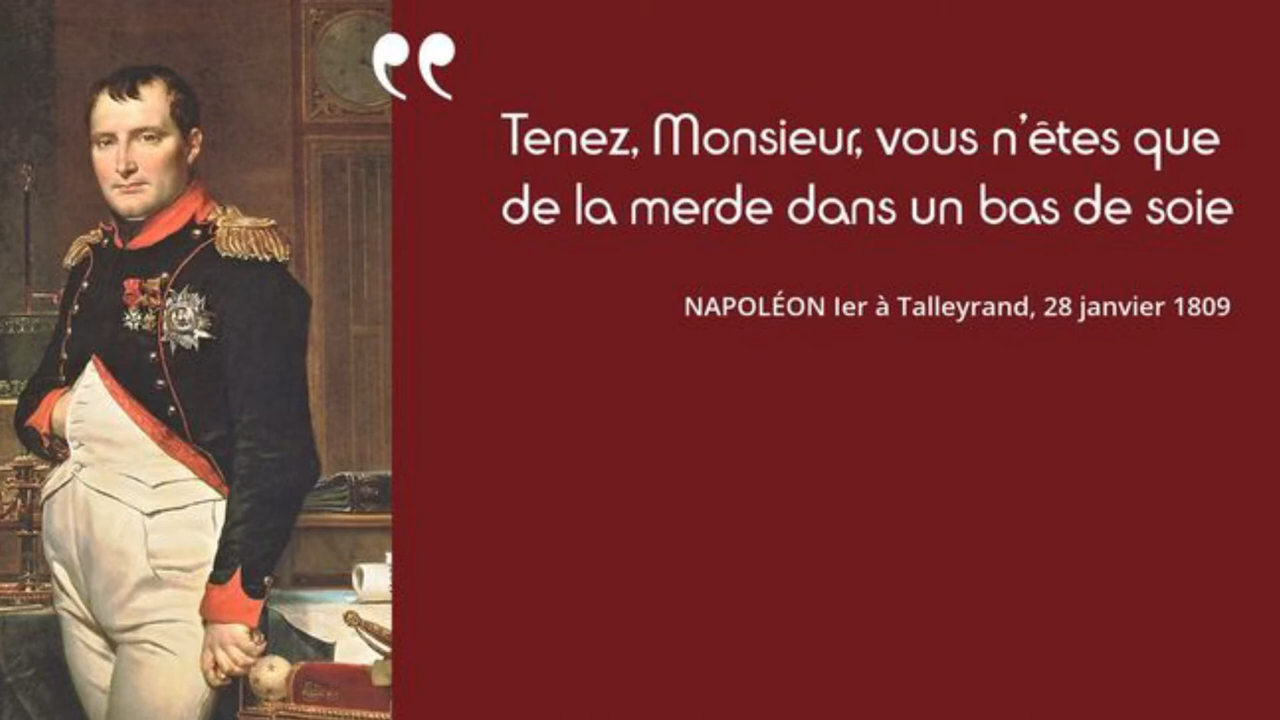 Tenez, Monsieur, vous n'êtes que
de la merde dans un bas de soie
NAPOLÉON Ier à Talleyrand, 28 janvier 1809